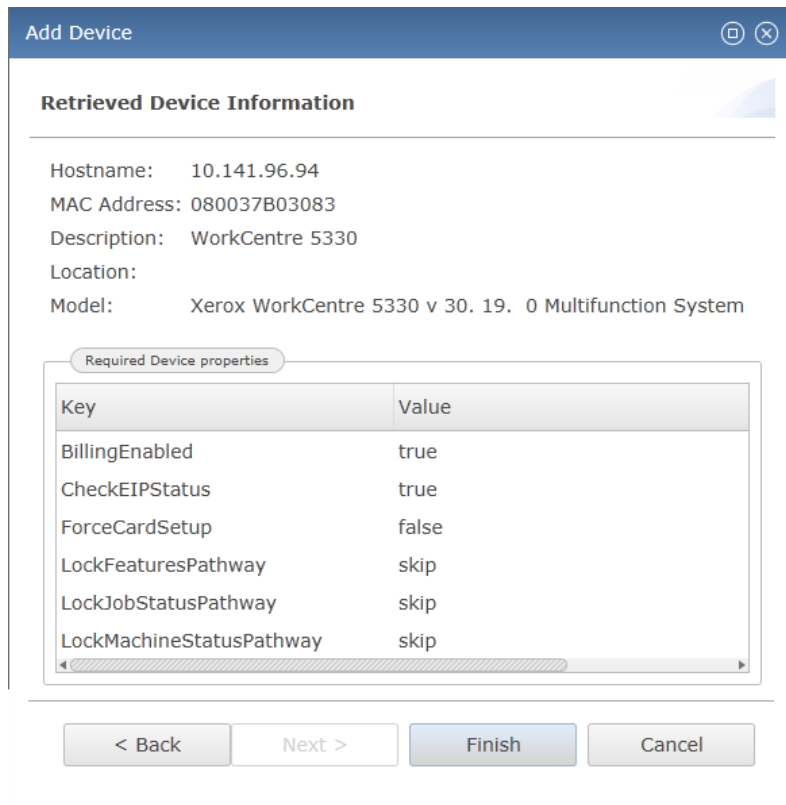 Add Device
Retrieved Device Information
Hostname: 10.141.96.94
MAC Address: 080037B03083
Description: WorkCentre 5330
Location:
Model: Xerox WorkCentre 5330 v 30. 19.  0 Multifunction System
Required Device properties
Key Value
BillingEnabled true
CheckEIPStatus true
ForceCardSetup false
LockFeaturesPathway skip
LockJobStatusPathway skip
LockMachineStatusPathway skip
< Back Next > Finish Cancel